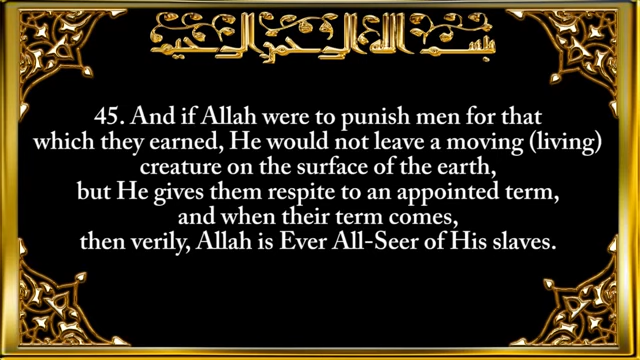 بسم الله الرحمن الرحيم
45. And if Allah were to punish men for that
which they earned, He would not leave a moving (living)
creature on the surface of the earth,
but He gives them respite to an appointed term,
and when their term comes,
then verily, Allah is Ever All-Seer of His slaves.